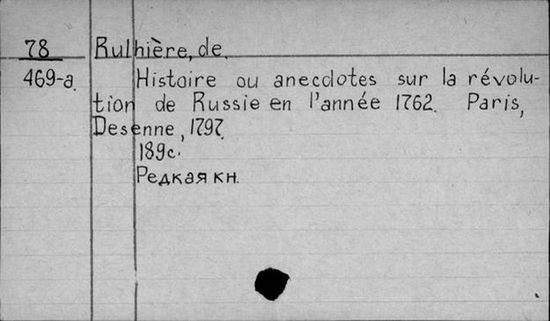 78 Rulhière, de.
469-a. Histoire ou anecdotes sur la révolu-
tion de Russie en l'année 1762. Paris,
Desenne, 1797.
189c.
Редкая кн.